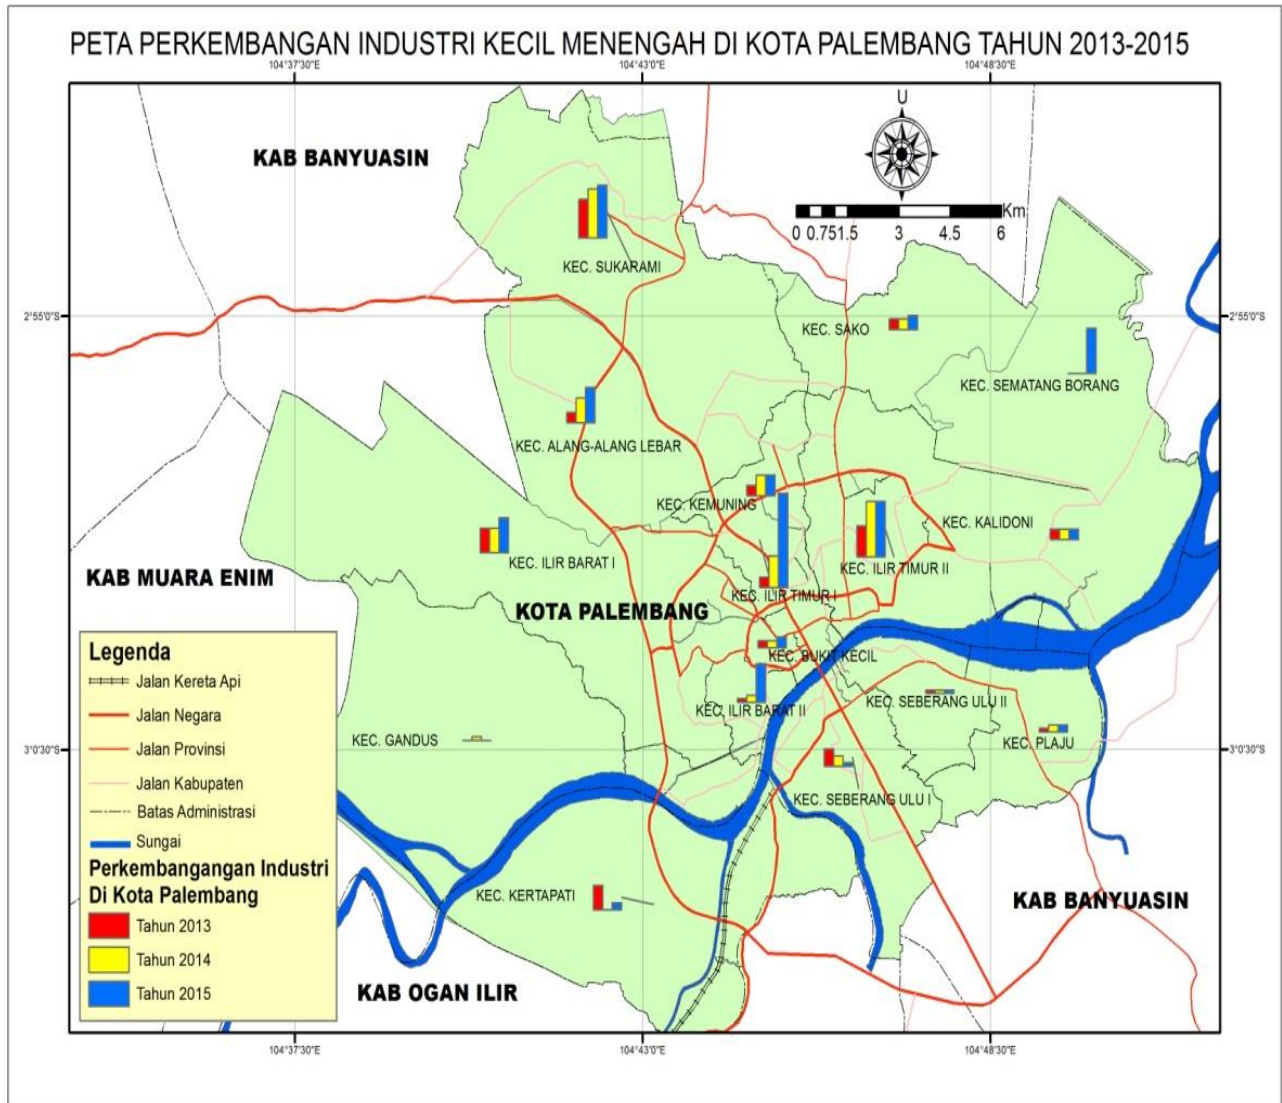 PETA PERKEMBANGAN INDUSTRI KECIL MENENGAH DI KOTA PALEMBANG TAHUN 2013-2015
104°37'30"E 104°43'0"E 104°48'30"E
U
KAB BANYUASIN
Km
0 0.75 1.5 3 4.5 6
KEC. SUKARAMI
2°55'0"S 2°55'0"S
KEC. SAKO
KEC. SEMATANG BORANG
KEC. ALANG-ALANG LEBAR
KEC. KEMUNING
KEC. KALIDONI
KEC. ILIR BARAT I
KEC. ILIR TIMUR II
KAB MUARA ENIM
KEC. ILIR TIMUR I
KOTA PALEMBANG
KEC. BUKIT KECIL
KEC. SEBERANG ULU II
KEC. ILIR BARAT II
KEC. GANDUS
KEC. PLAJU
3°0'30"S 3°0'30"S
KEC. SEBERANG ULU I
KEC. KERTAPATI
KAB BANYUASIN
KAB OGAN ILIR
Legenda
Jalan Kereta Api
Jalan Negara
Jalan Provinsi
Jalan Kabupaten
Batas Administrasi
Sungai
Perkembangangan Industri
Di Kota Palembang
Tahun 2013
Tahun 2014
Tahun 2015
104°37'30"E 104°43'0"E 104°48'30"E